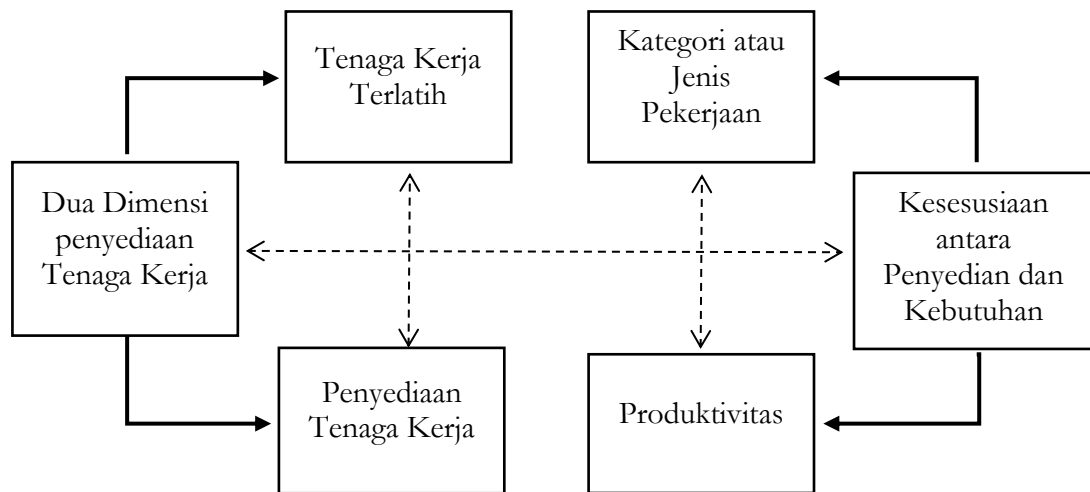 Tenaga Kerja
Terlatih
Kategori atau
Jenis
Pekerjaan
Dua Dimensi
penyediaan
Tenaga Kerja
Kesesusiaan
antara
Penyedian dan
Kebutuhan
Penyediaan
Tenaga Kerja
Produktivitas